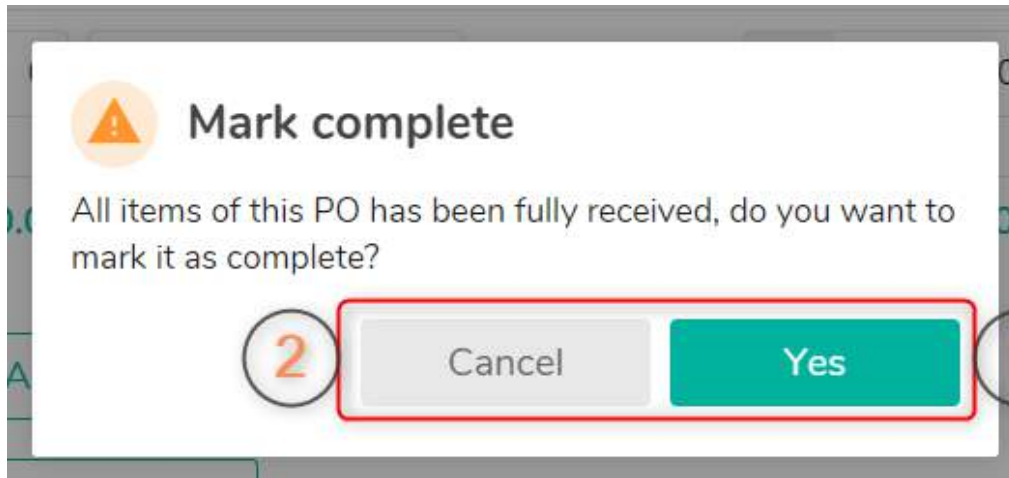 Mark complete
All items of this PO has been fully received, do you want to
mark it as complete?
2
Cancel
Yes